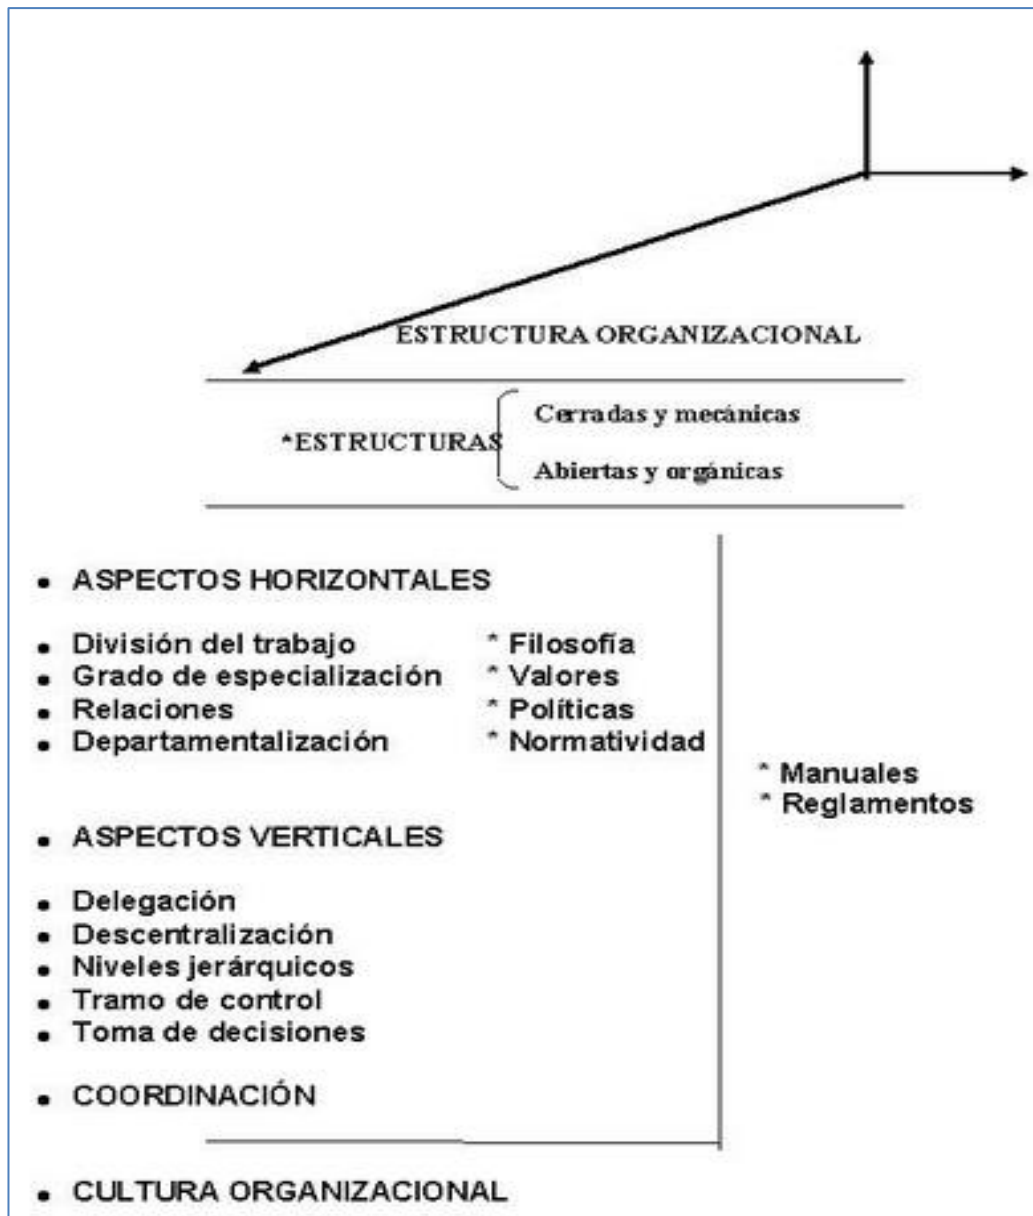 ESTRUCTURA ORGANIZACIONAL
*ESTRUCTURAS
Cerradas y mecánicas
Abiertas y orgánicas
• ASPECTOS HORIZONTALES
• División del trabajo * Filosofía
• Grado de especialización * Valores
• Relaciones * Políticas
• Departamentalización * Normatividad
* Manuales
* Reglamentos
• ASPECTOS VERTICALES
• Delegación
• Descentralización
• Niveles jerárquicos
• Tramo de control
• Toma de decisiones
• COORDINACIÓN
• CULTURA ORGANIZACIONAL